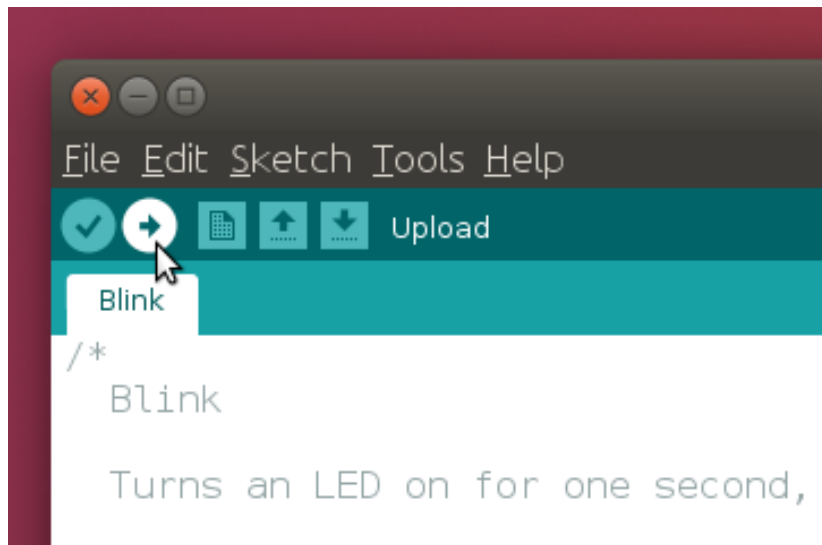 File Edit Sketch Tools Help
Upload
Blink
/*
Blink
Turns an LED on for one second,